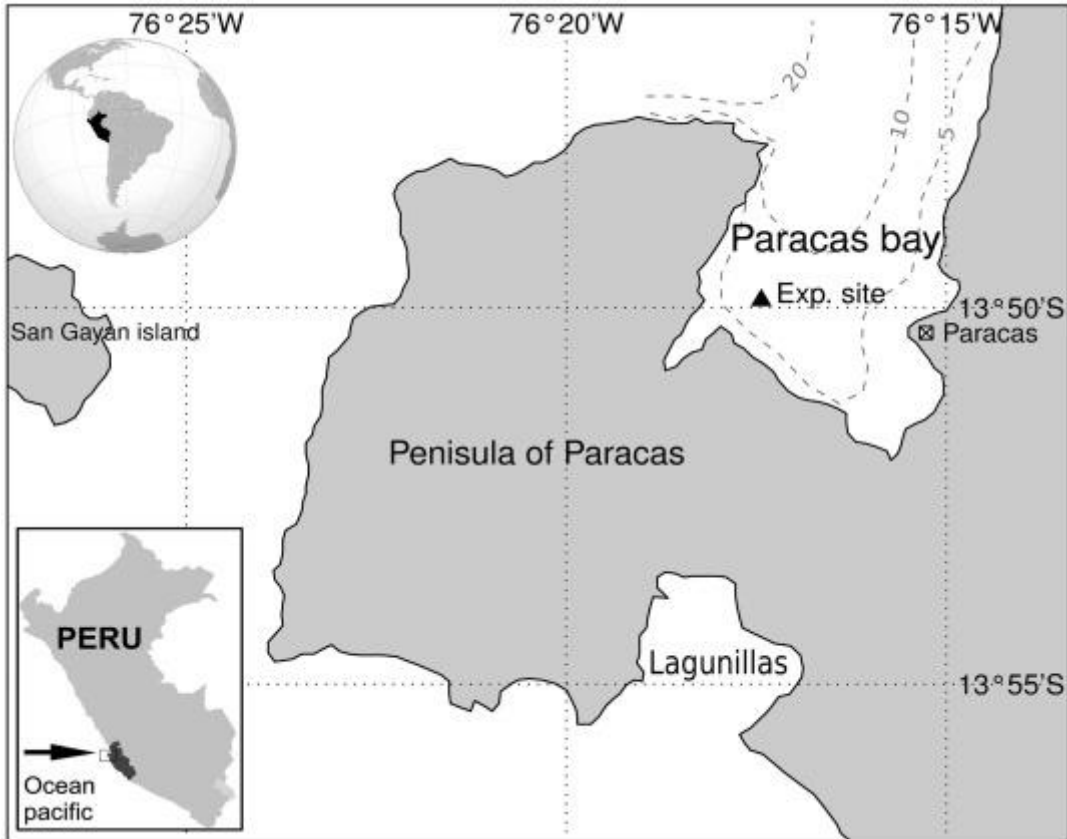 76°25'W 76°20'W 76°15'W
20
10
5
Paracas bay
Exp. site
13°50'S
San Gayan island
Paracas
Penisula of Paracas
PERU
Lagunillas
13°55'S
Ocean
pacific